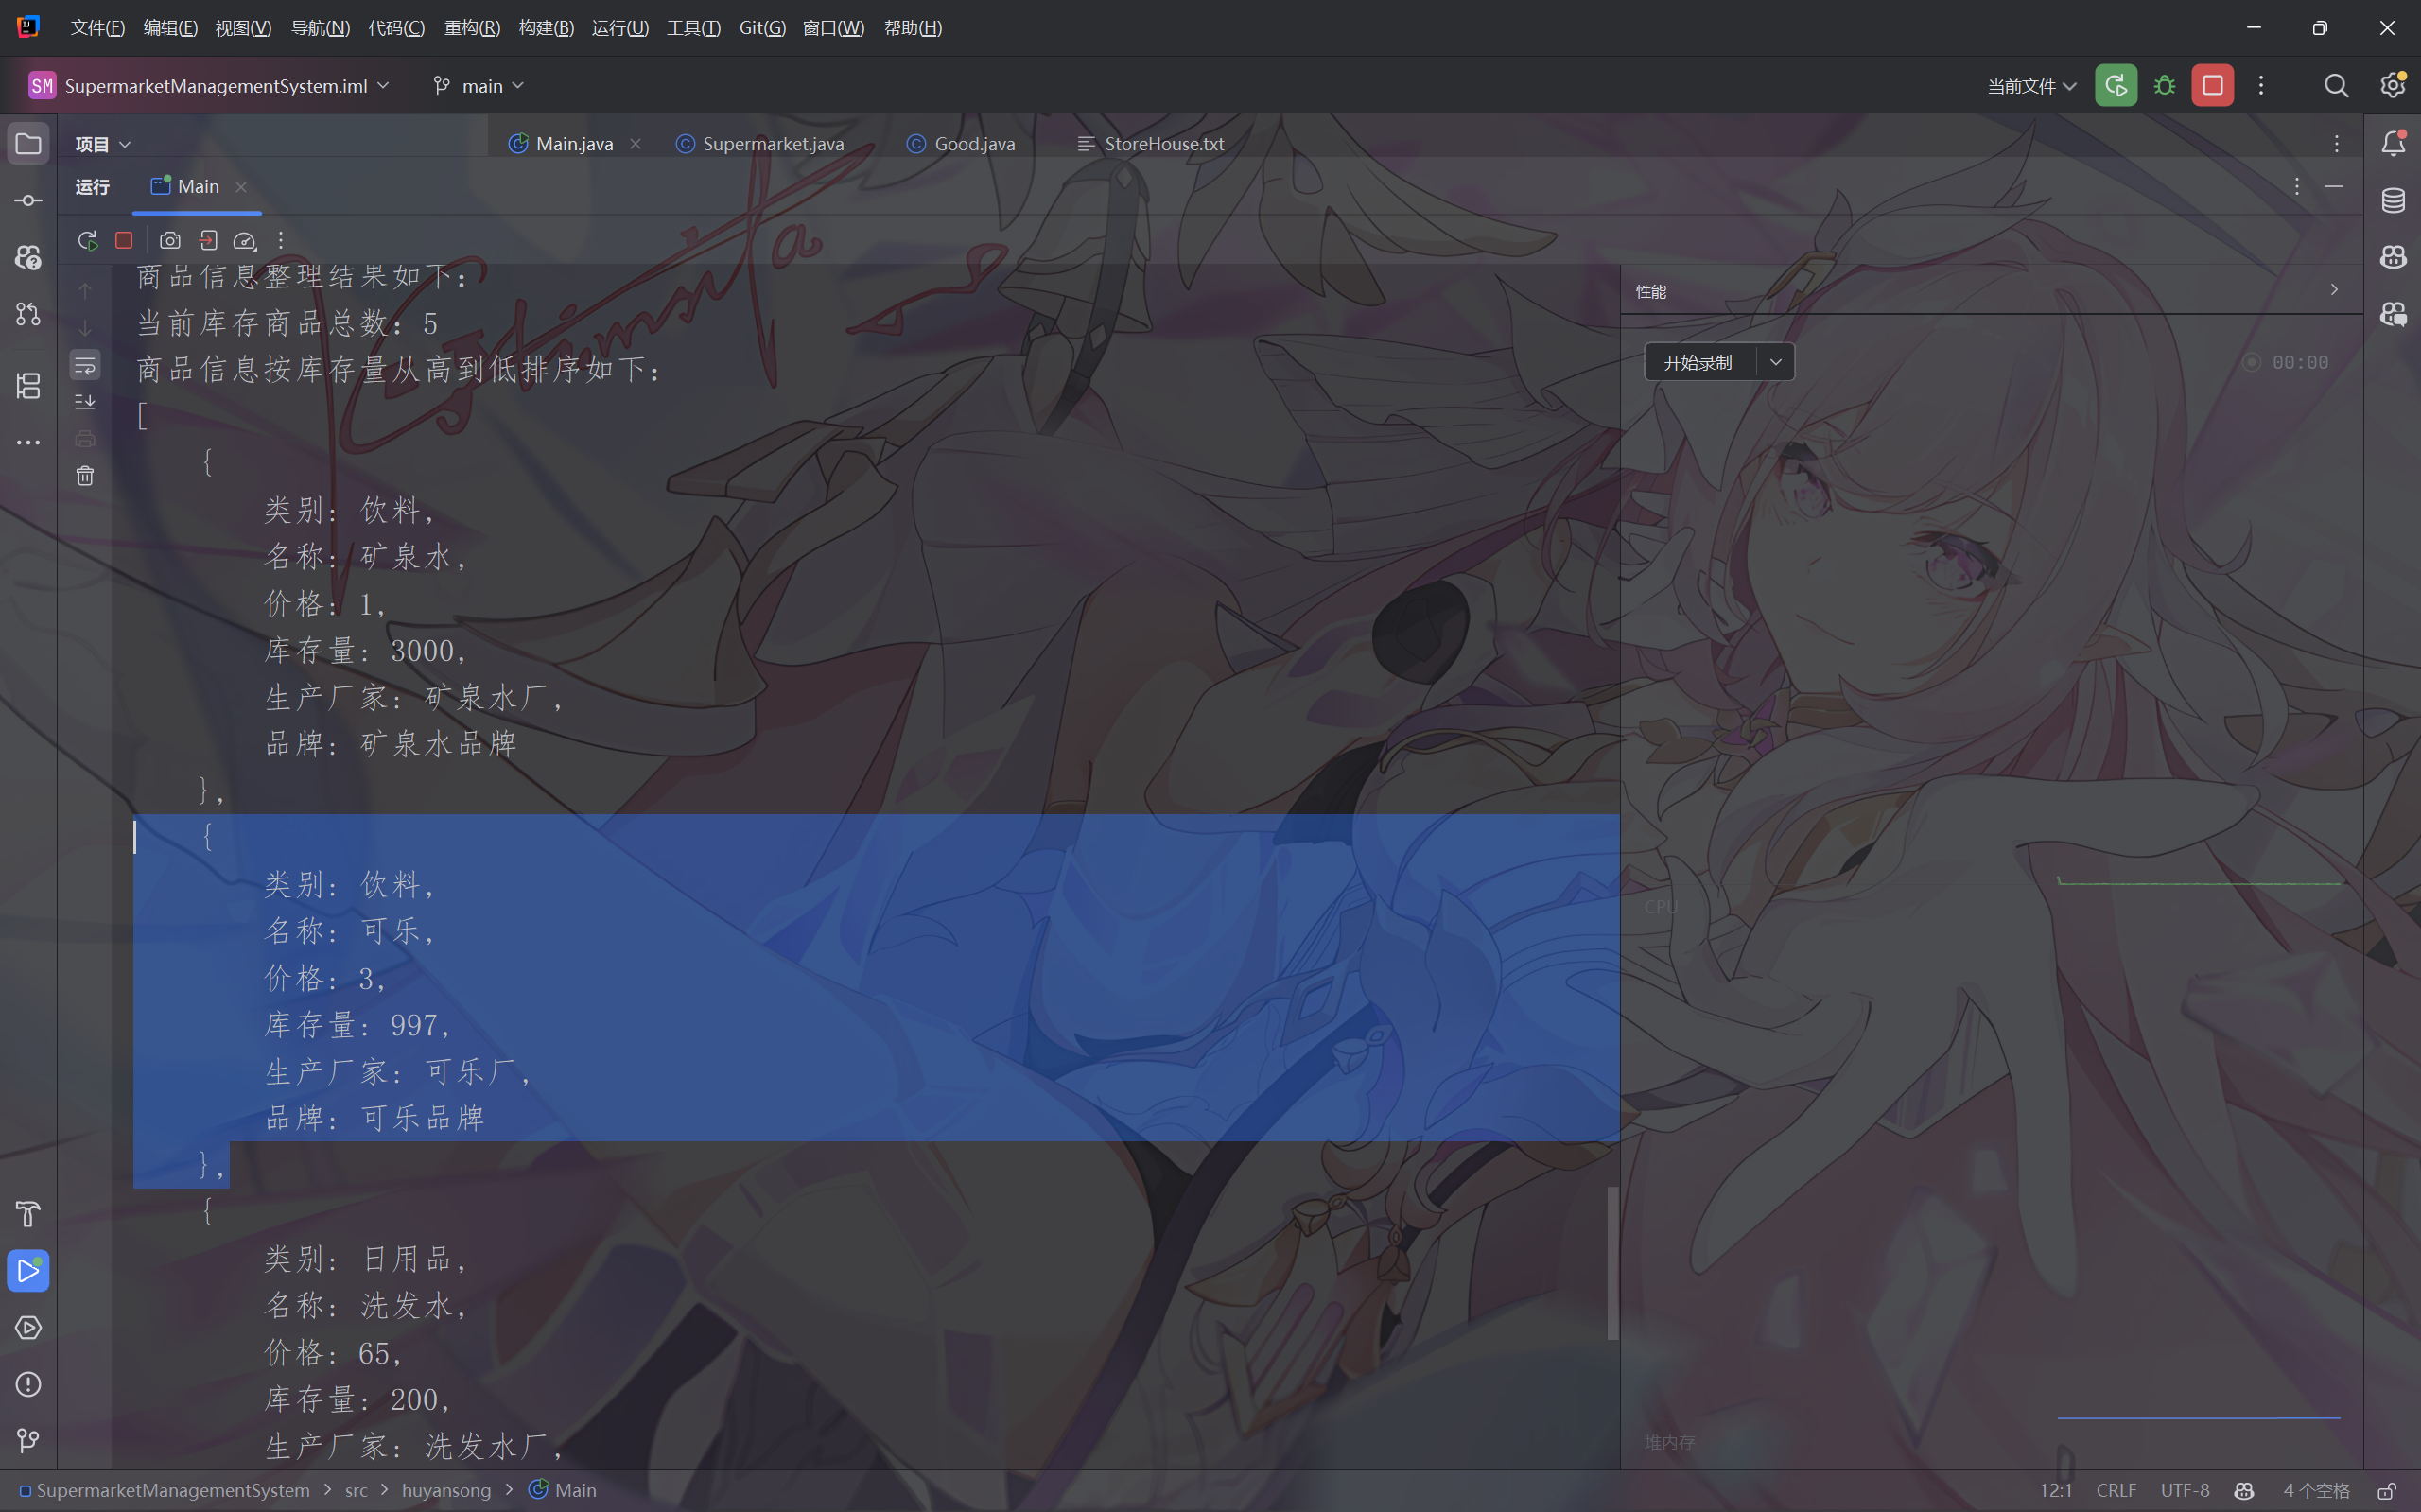 文件(F) 编辑(E) 视图(V) 导航(N) 代码(C) 重构(R) 构建(B) 运行(U) 工具(T) Git(G) 窗口(W) 帮助(H)
SM SupermarketManagementSystem.iml main 当前文件
项目 Main.java Supermarket.java Good.java StoreHouse.txt
运行 Main
商品信息整理结果如下:
当前库存商品总数: 5
商品信息按库存量从高到低排序如下:
[
{
类别: 饮料,
名称: 矿泉水,
价格: 1,
库存量: 3000,
生产厂家: 矿泉水厂,
品牌: 矿泉水品牌
},
{
类别: 饮料,
名称: 可乐,
价格: 3,
库存量: 997,
生产厂家: 可乐厂,
品牌: 可乐品牌
},
{
类别: 日用品,
名称: 洗发水,
价格: 65,
库存量: 200,
生产厂家: 洗发水厂,
性能
开始录制 00:00
CPU
堆内存
SupermarketManagementSystem > src > huyansong > Main 12:1 CRLF UTF-8 4 个空格